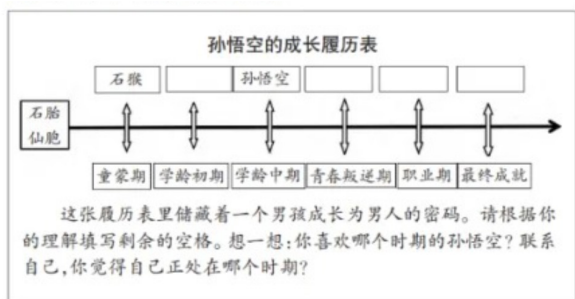 孙悟空的成长履历表
石猴 孙悟空
石胎
仙胞
童蒙期 学龄初期 学龄中期 青春叛逆期 职业期 最终成就
这张履历表里储藏着一个男孩成长为男人的密码。请根据你
的理解填写剩余的空格。想一想:你喜欢哪个时期的孙悟空?联系
自己,你觉得自己正处在哪个时期?